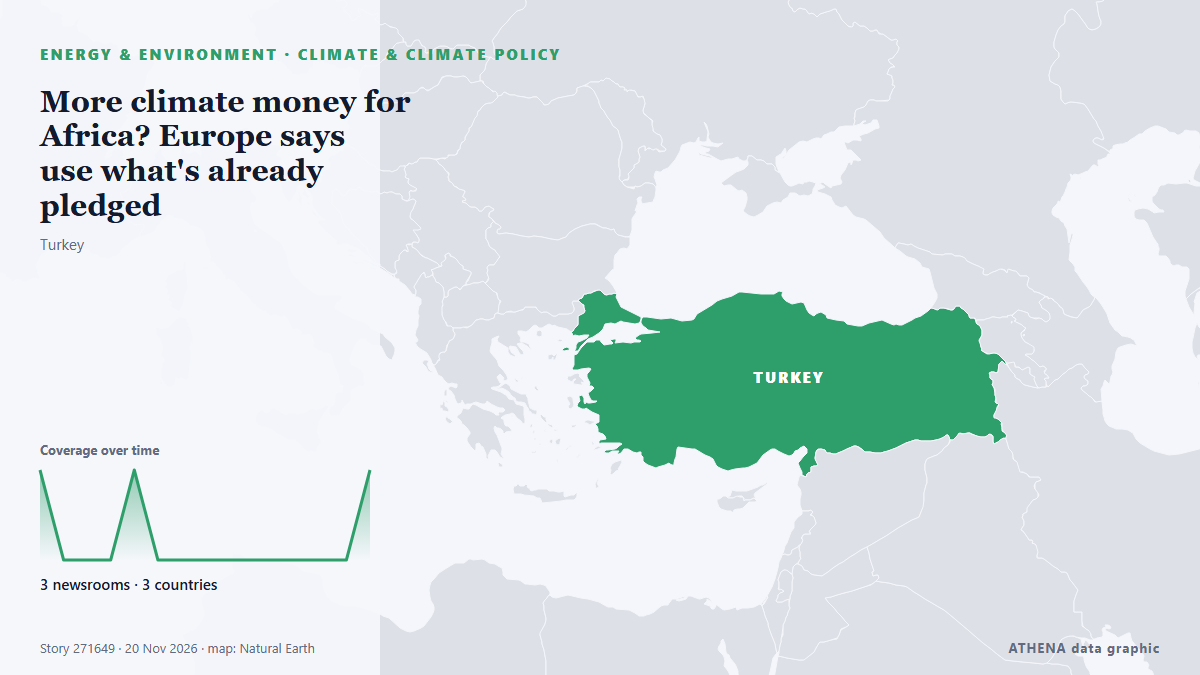 ENERGY & ENVIRONMENT · CLIMATE & CLIMATE POLICY
More climate money for
Africa? Europe says
use what's already
pledged
Turkey
TURKEY
Coverage over time
3 newsrooms · 3 countries
Story 271649 · 20 Nov 2026 · map: Natural Earth
ATHENA data graphic